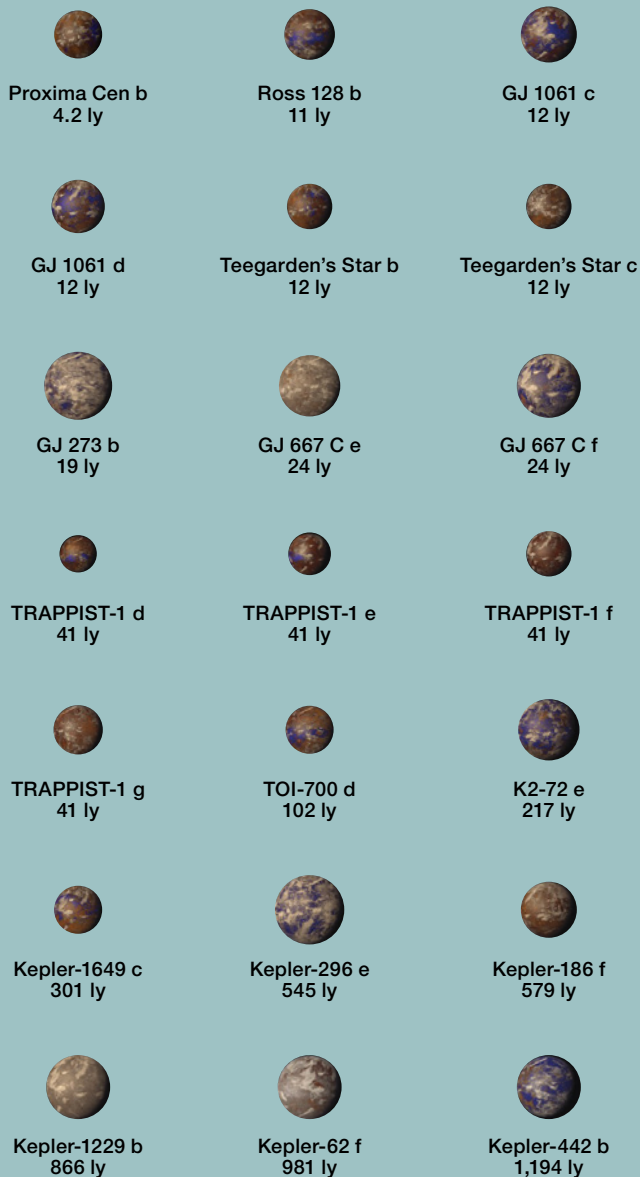 Proxima Cen b
4.2 ly
Ross 128 b
11 ly
GJ 1061 c
12 ly
GJ 1061 d
12 ly
Teegarden's Star b
12 ly
Teegarden's Star c
12 ly
GJ 273 b
19 ly
GJ 667 C e
24 ly
GJ 667 C f
24 ly
TRAPPIST-1 d
41 ly
TRAPPIST-1 e
41 ly
TRAPPIST-1 f
41 ly
TRAPPIST-1 g
41 ly
TOI-700 d
102 ly
K2-72 e
217 ly
Kepler-1649 c
301 ly
Kepler-296 e
545 ly
Kepler-186 f
579 ly
Kepler-1229 b
866 ly
Kepler-62 f
981 ly
Kepler-442 b
1,194 ly